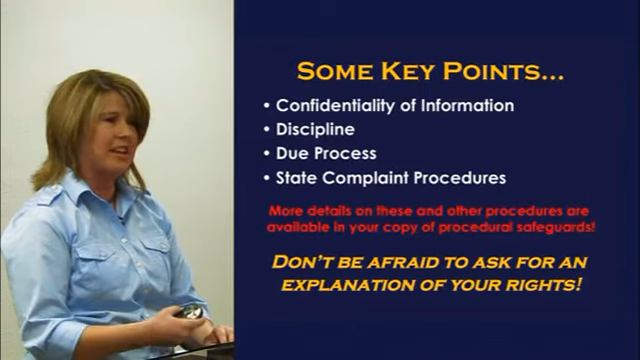 SOME KEY POINTS...
• Confidentiality of Information
• Discipline
• Due Process
• State Complaint Procedures
More details on these and other procedures are
available in your copy of procedural safeguards!
DON'T BE AFRAID TO ASK FOR AN
EXPLANATION OF YOUR RIGHTS!